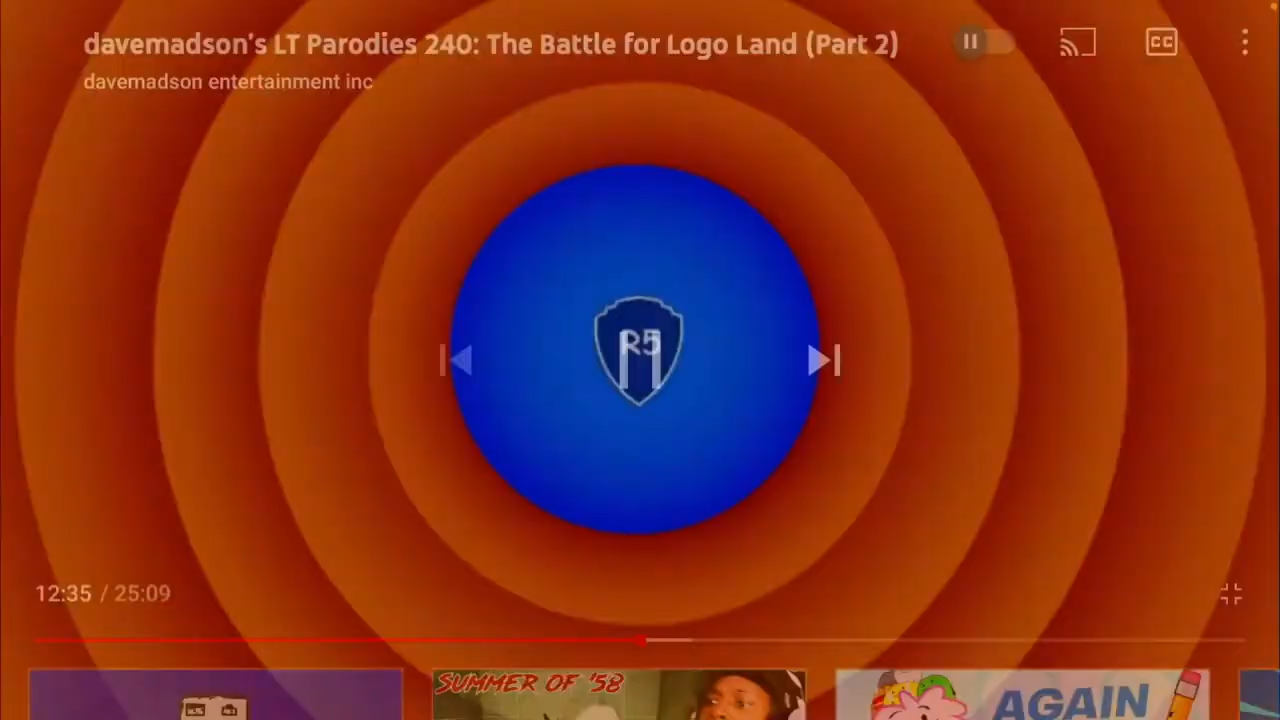 davemadson's LT Parodies 240: The Battle for Logo Land (Part 2)
CC
davemadson entertainment inc
R5
12:35 / 25:09
SUMMER OF '58
AGAIN